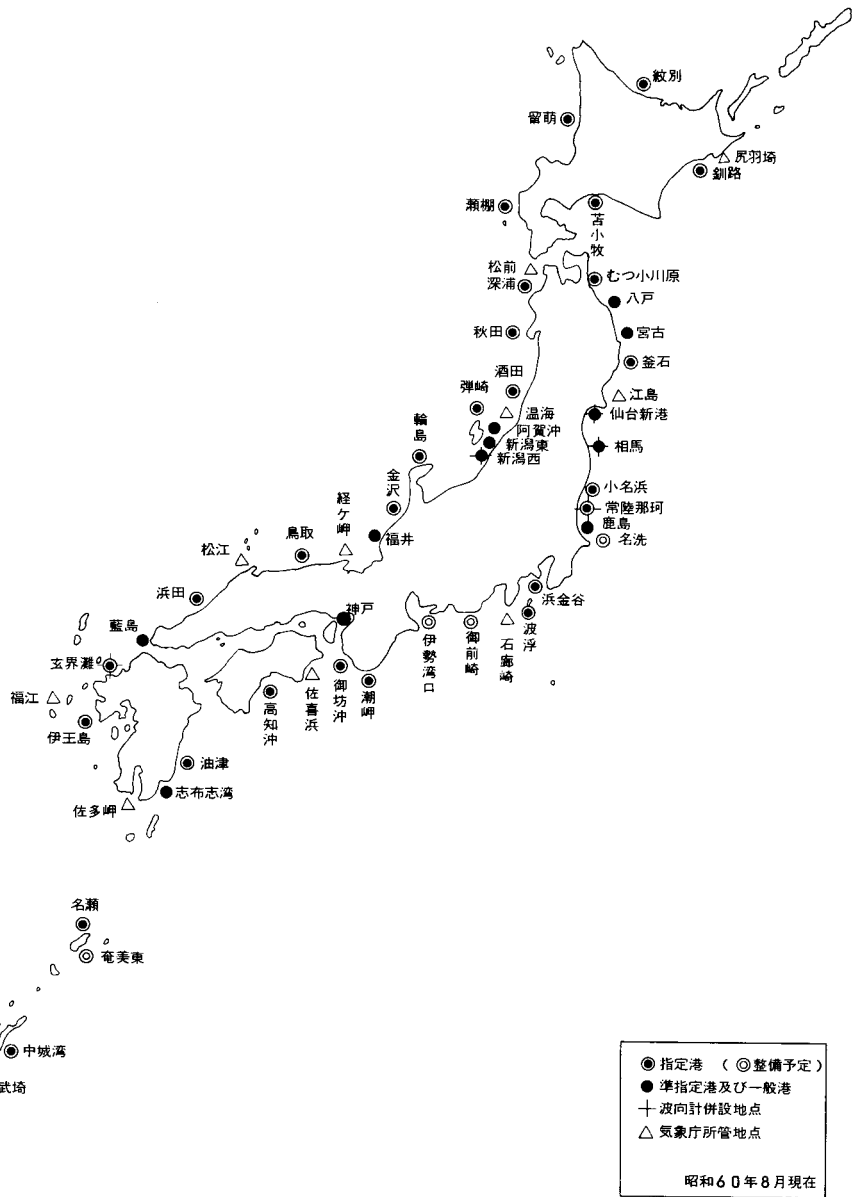 紋別
留萌
尻羽埼
釧路
瀬棚
苫小牧
松前
深浦
むつ小川原
八戸
秋田
宮古
釜石
酒田
弾崎
江島
温海
仙台新港
阿賀沖
輪島
新潟東
相馬
新潟西
金沢
小名浜
経ケ岬
常陸那珂
鳥取
福井
鹿島
松江
名洗
浜田
浜金谷
藍島
神戸
伊勢湾口
御前崎
石廊崎
波浮
玄界灘
福江
高知沖
佐喜浜
御坊沖
潮岬
伊王島
油津
志布志湾
佐多岬
名瀬
奄美東
中城湾
武埼
指定港 (◎整備予定)
準指定港及び一般港
波向計併設地点
気象庁所管地点
昭和60年8月現在